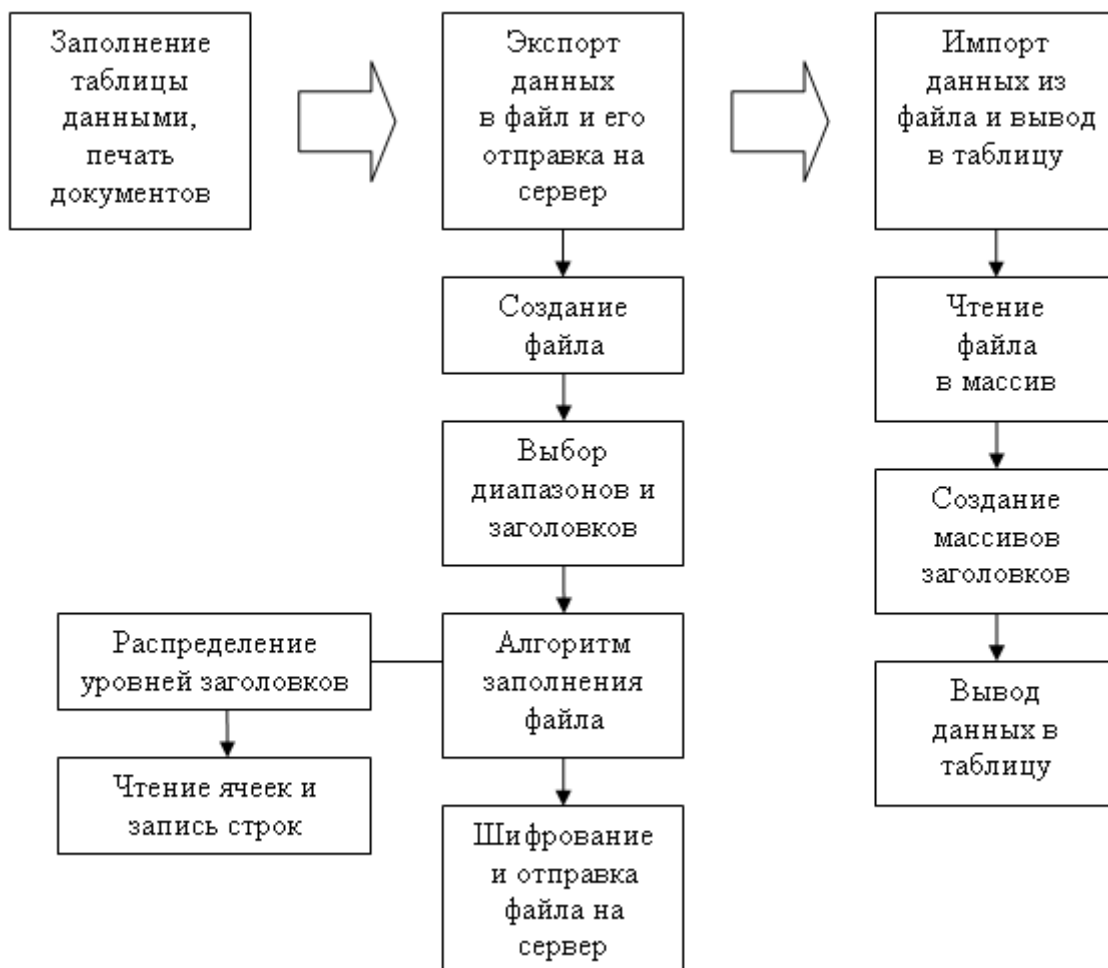 Заполнение
таблицы
данными,
печать
документов
Экспорт
данных
в файл и его
отправка на
сервер
Импорт
данных из
файла и вывод
в таблицу
Создание
файла
Выбор
диапазонов и
заголовков
Алгоритм
заполнения
файла
Распределение
уровней заголовков
Чтение ячеек и
запись строк
Шифрование
и отправка
файла на
сервер
Чтение
файла
в массив
Создание
массивов
заголовков
Вывод
данных в
таблицу